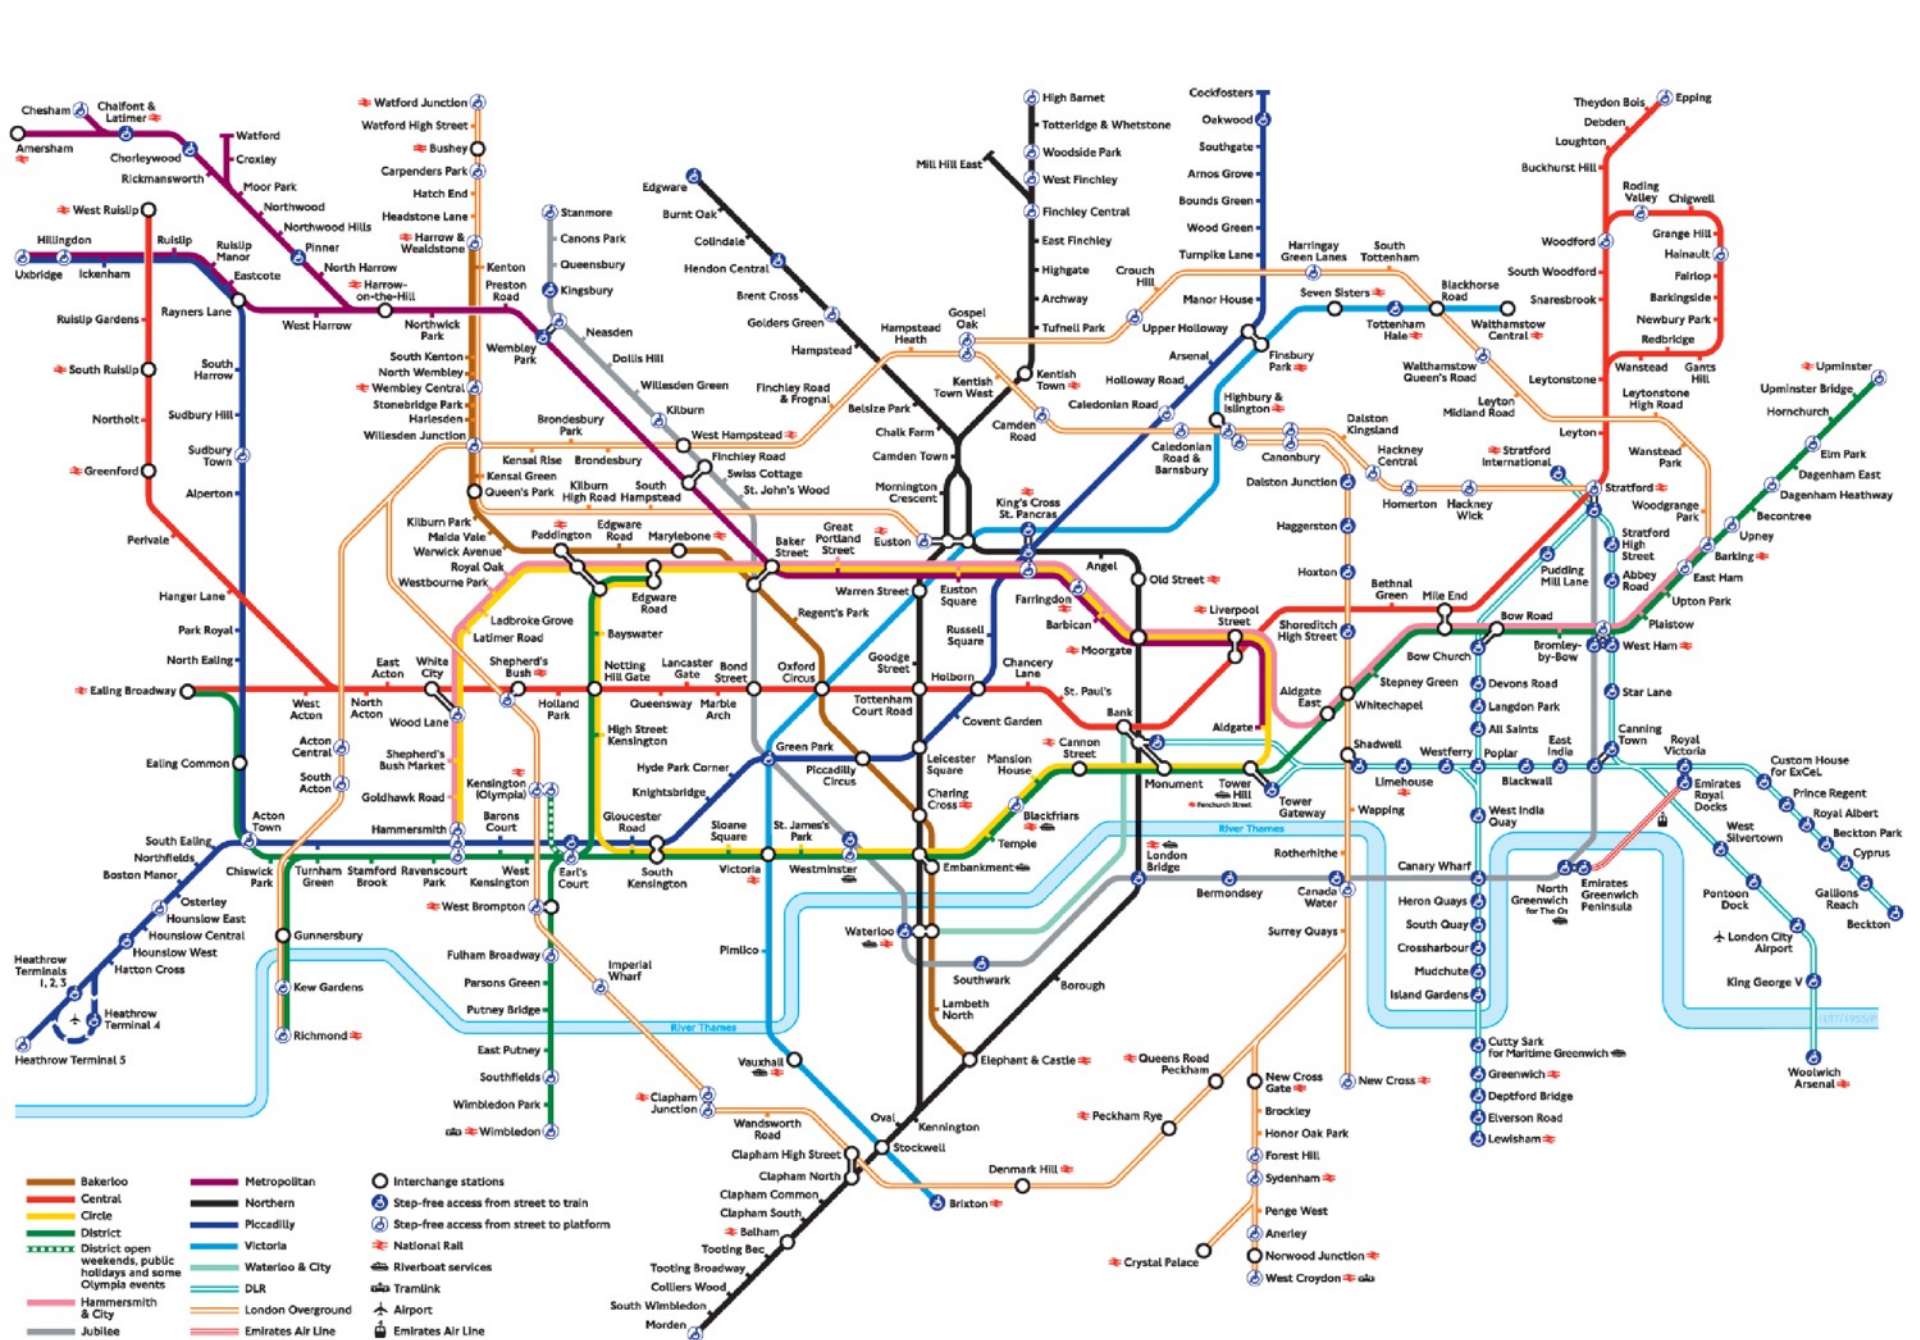 Chesham
Chalfont &
Latimer
Amersham
Chorleywood
Rickmansworth
Watford
Croxley
Moor Park
Northwood
Northwood Hills
Pinner
North Harrow
Harrow-
on-the-Hill
West Ruislip
Hillingdon
Uxbridge
Ickenham
Ruislip
Ruislip
Manor
Eastcote
Rayners Lane
West Harrow
Northwick
Park
Preston
Road
Ruislip Gardens
South Ruislip
Northolt
Greenford
Perivale
Hanger Lane
South
Harrow
Sudbury Hill
Sudbury
Town
Alperton
Park Royal
North Ealing
Ealing Broadway
Ealing Common
Watford Junction
Watford High Street
Bushey
Carpenders Park
Hatch End
Headstone Lane
Harrow &
Wealdstone
Kenton
South Kenton
North Wembley
Wembley Central
Stonebridge Park
Harlesden
Willesden Junction
Kensal Green
Queen's Park
Kilburn Park
Maida Vale
Warwick Avenue
Royal Oak
Westbourne Park
Ladbroke Grove
Latimer Road
Stanmore
Canons Park
Queensbury
Kingsbury
Wembley
Park
Neasden
Dollis Hill
Willesden Green
Kilburn
West Hampstead
Finchley Road
Swiss Cottage
St. John's Wood
Brondesbury
Park
Kensal Rise
Brondesbury
Kilburn
High Road
South
Hampstead
Finchley Road
& Frognal
Hampstead
Heath
Gospel
Oak
Edgware
Burnt Oak
Colindale
Hendon Central
Brent Cross
Golders Green
Hampstead
Belsize Park
Chalk Farm
Camden Town
Mornington
Crescent
Euston
Mill Hill East
High Barnet
Totteridge & Whetstone
Woodside Park
West Finchley
Finchley Central
East Finchley
Highgate
Archway
Tufnell Park
Kentish
Town
Kentish
Town West
Camden
Road
Cockfosters
Oakwood
Southgate
Arnos Grove
Bounds Green
Wood Green
Turnpike Lane
Manor House
Crouch
Hill
Upper Holloway
Harringay
Green Lanes
South
Tottenham
Seven Sisters
Tottenham
Hale
Blackhorse
Road
Walthamstow
Central
Finsbury
Park
Arsenal
Holloway Road
Caledonian Road
Highbury &
Islington
Caledonian
Road &
Barnsbury
Canonbury
Dalston
Kingsland
Dalston Junction
Hackney
Central
Homerton
Hackney
Wick
Haggerston
Hoxton
Shoreditch
High Street
Walthamstow
Queen's Road
Leyton
Midland Road
Leytonstone
High Road
Wanstead
Park
Woodgrange
Park
Theydon Bois
Epping
Debden
Loughton
Buckhurst Hill
Roding
Valley
Chigwell
Grange Hill
Hainault
Fairlop
Barkingside
Newbury Park
Redbridge
Gants
Hill
Wanstead
Woodford
South Woodford
Snaresbrook
Leytonstone
Leyton
Stratford
International
Stratford
Stratford
High
Street
Abbey
Road
Pudding
Mill Lane
Upminster
Upminster Bridge
Hornchurch
Elm Park
Dagenham East
Dagenham Heathway
Becontree
Upney
Barking
East Ham
Upton Park
Plaistow
West Ham
Bromley-
by-Bow
Bow Road
Bow Church
Mile End
Bethnal
Green
Stepney Green
Whitechapel
Aldgate
East
Aldgate
Liverpool
Street
Moorgate
Barbican
Farringdon
King's Cross
St. Pancras
Angel
Old Street
Euston
Square
Warren Street
Great
Portland
Street
Baker
Street
Marylebone
Edgware
Road
Paddington
Edgware
Road
Bayswater
Notting
Hill Gate
High Street
Kensington
Regent's Park
Russell
Square
Goodge
Street
Tottenham
Court Road
Holborn
Chancery
Lane
St. Paul's
Bank
Oxford
Circus
Bond
Street
Marble
Arch
Lancaster
Gate
Queensway
Holland
Park
Shepherd's
Bush
White
City
Wood Lane
East
Acton
North
Acton
West
Acton
Shepherd's
Bush Market
Goldhawk Road
Hammersmith
Acton
Central
South
Acton
Acton
Town
South Ealing
Northfields
Boston Manor
Osterley
Hounslow East
Hounslow Central
Hounslow West
Hatton Cross
Heathrow
Terminals
1, 2, 3
Heathrow
Terminal 4
Heathrow Terminal 5
Chiswick
Park
Turnham
Green
Stamford
Brook
Ravenscourt
Park
Barons
Court
West
Kensington
Earl's
Court
Kensington
(Olympia)
Gloucester
Road
South
Kensington
Sloane
Square
Victoria
St. James's
Park
Westminster
Embankment
Temple
Blackfriars
Mansion
House
Cannon
Street
Monument
Tower
Hill
Fenchurch Street
Tower
Gateway
Hyde Park Corner
Knightsbridge
Green Park
Piccadilly
Circus
Leicester
Square
Covent Garden
Charing
Cross
Waterloo
Southwark
London
Bridge
Bermondsey
Canada
Water
Canary Wharf
North
Greenwich
for The O2
Emirates
Greenwich
Peninsula
Emirates
Royal
Docks
Shadwell
Wapping
Rotherhithe
Surrey Quays
Limehouse
Westferry
Poplar
Blackwall
East
India
Canning
Town
Star Lane
Devons Road
Langdon Park
All Saints
West India
Quay
Heron Quays
South Quay
Crossharbour
Mudchute
Island Gardens
Cutty Sark
for Maritime Greenwich
Greenwich
Deptford Bridge
Elverson Road
Lewisham
Royal
Victoria
Custom House
for ExCeL
Prince Regent
Royal Albert
Beckton Park
Cyprus
Gallions
Reach
Beckton
West
Silvertown
Pontoon
Dock
London City
Airport
King George V
Woolwich
Arsenal
River Thames
River Thames
Gunnersbury
Kew Gardens
Richmond
West Brompton
Fulham Broadway
Parsons Green
Putney Bridge
East Putney
Southfields
Wimbledon Park
Wimbledon
Imperial
Wharf
Clapham
Junction
Wandsworth
Road
Clapham High Street
Clapham North
Clapham Common
Clapham South
Balham
Tooting Bec
Tooting Broadway
Colliers Wood
South Wimbledon
Morden
Pimlico
Vauxhall
Stockwell
Brixton
Oval
Kennington
Lambeth
North
Elephant & Castle
Borough
Denmark Hill
Peckham Rye
Queens Road
Peckham
New Cross
Gate
New Cross
Brockley
Honor Oak Park
Forest Hill
Sydenham
Penge West
Anerley
Norwood Junction
West Croydon
Crystal Palace
Bakerloo
Central
Circle
District
District open
weekends, public
holidays and some
Olympia events
Hammersmith
& City
Jubilee
Metropolitan
Northern
Piccadilly
Victoria
Waterloo & City
DLR
London Overground
Emirates Air Line
Interchange stations
Step-free access from street to train
Step-free access from street to platform
National Rail
Riverboat services
Tramlink
Airport
Emirates Air Line